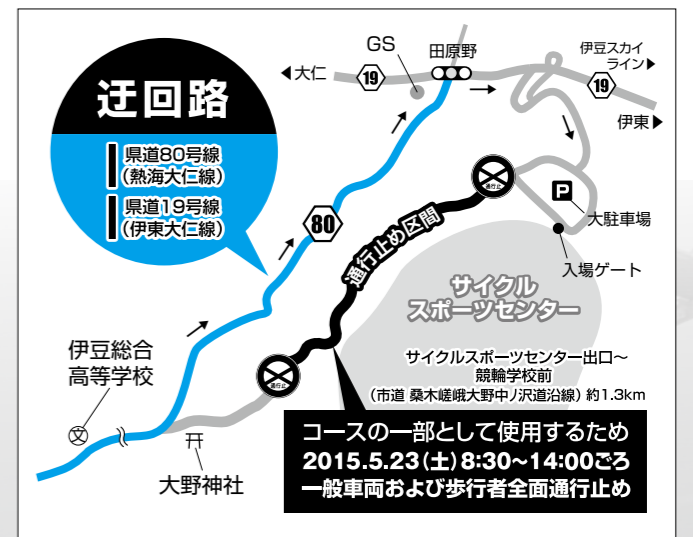 迂回路
県道80号線
(熱海大仁線)
県道19号線
(伊東大仁線)
GS
田原野
伊豆スカイ
ライン▶
◀大仁
19
19
伊東▶
80
通行止
通行止め区間
P
大駐車場
入場ゲート
サイクル
スポーツセンター
サイクルスポーツセンター出口〜
競輪学校前
(市道 桑木嵯峨大野中ノ沢道沿線) 約1.3km
伊豆総合
高等学校
文
通行止
大野神社
コースの一部として使用するため
2015.5.23(土)8:30〜14:00ごろ
一般車両および歩行者全面通行止め